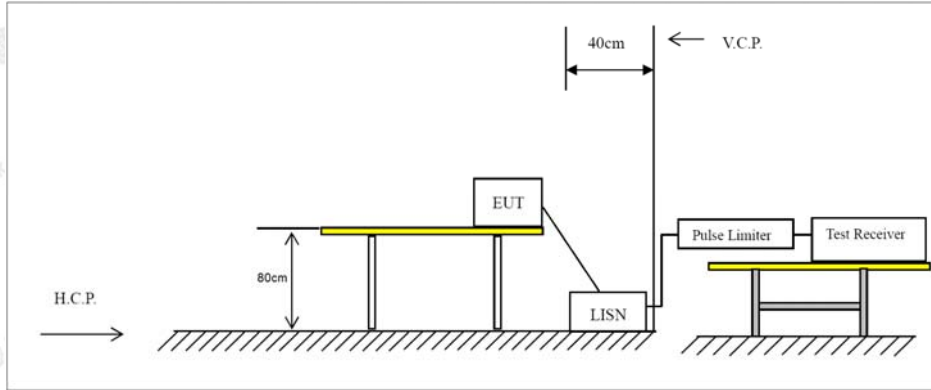 40cm
V.C.P.
EUT
Pulse Limiter
Test Receiver
80cm
H.C.P.
LISN